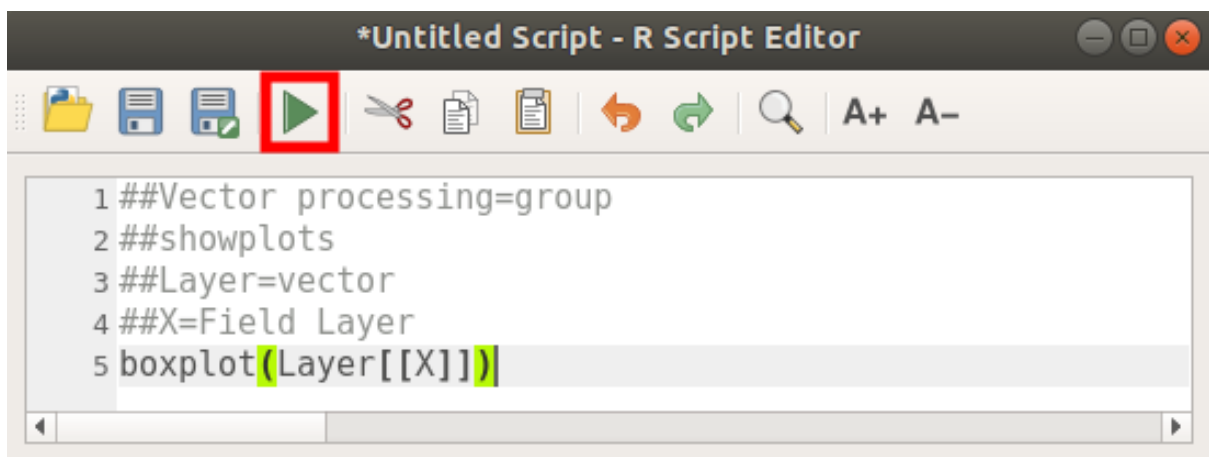 *Untitled Script - R Script Editor
A+ A-
1 ##Vector processing=group
2 ##showplots
3 ##Layer=vector
4 ##X=Field Layer
5 boxplot(Layer[[X]])